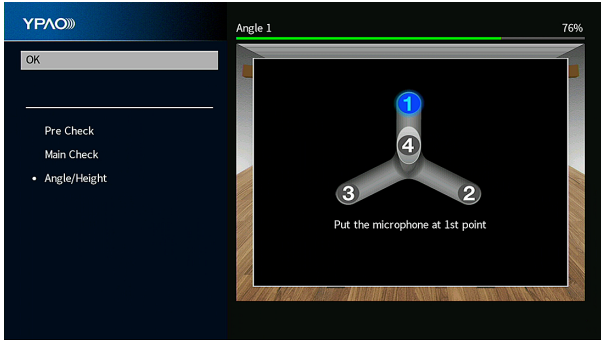 YPAO
OK
Pre Check
Main Check
• Angle/Height
Angle 1
76%
1
4
3
2
Put the microphone at 1st point